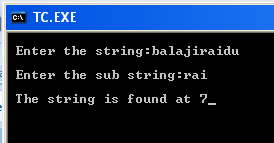 TC.EXE
Enter the string:balajiraidu
Enter the sub string:rai
The string is found at 7_